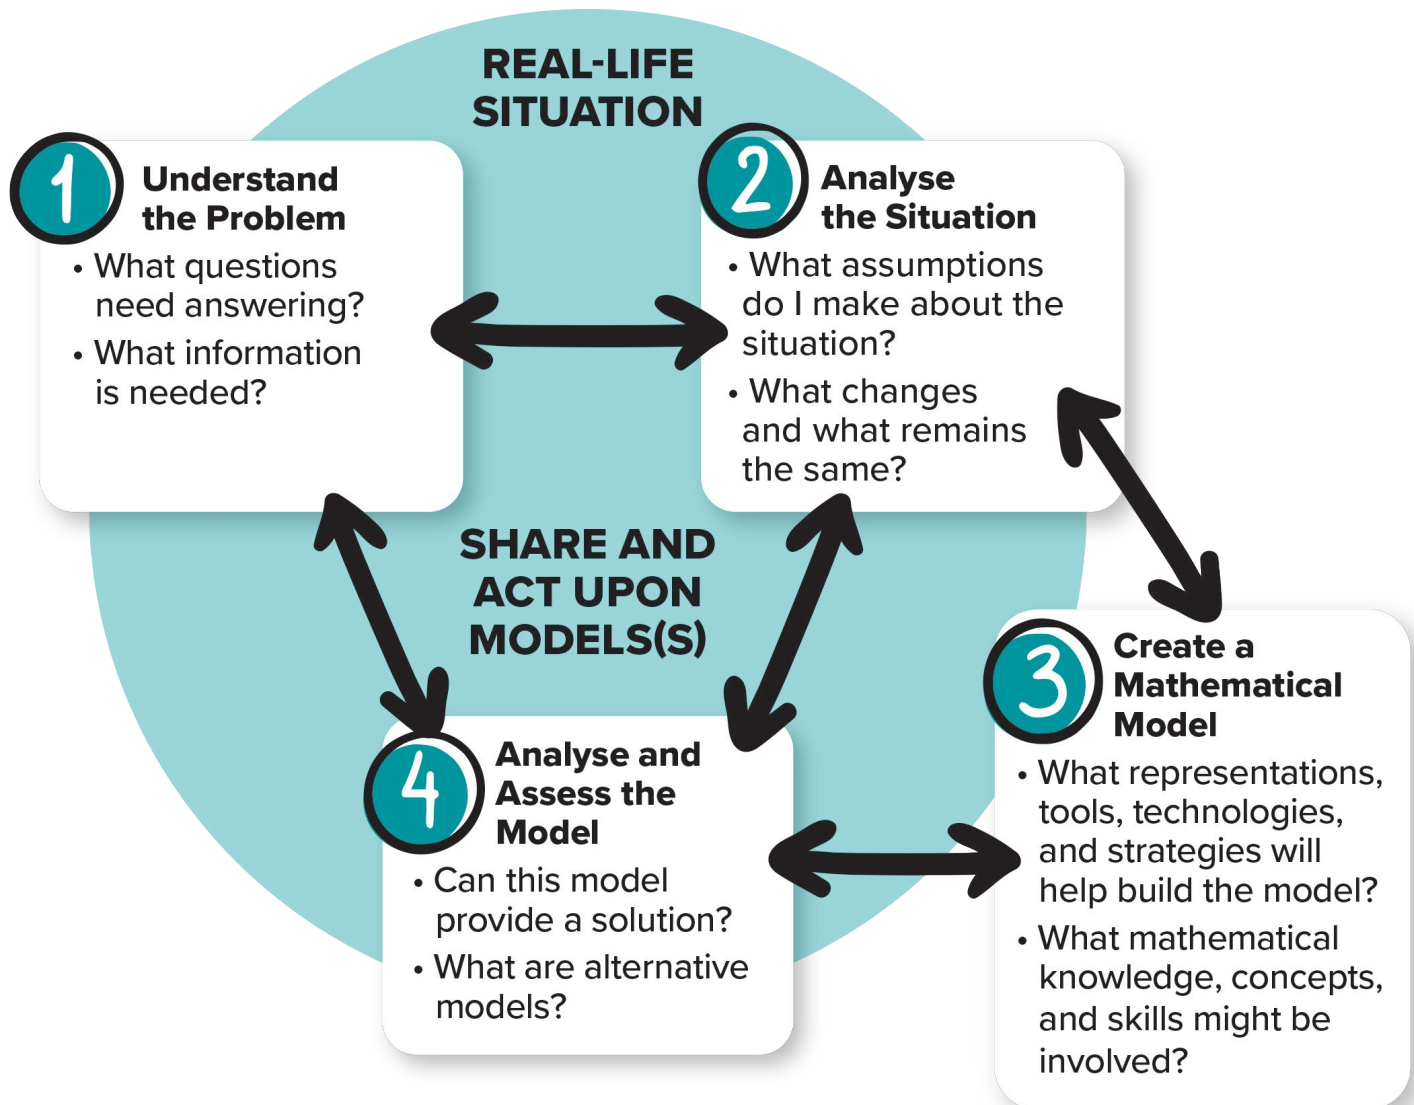 REAL-LIFE
SITUATION
1
Understand
the Problem
• What questions
need answering?
• What information
is needed?
2
Analyse
the Situation
• What assumptions
do I make about the
situation?
• What changes
and what remains
the same?
SHARE AND
ACT UPON
MODELS(S)
3
Create a
Mathematical
Model
• What representations,
tools, technologies,
and strategies will
help build the model?
• What mathematical
knowledge, concepts,
and skills might be
involved?
4
Analyse and
Assess the
Model
• Can this model
provide a solution?
• What are alternative
models?